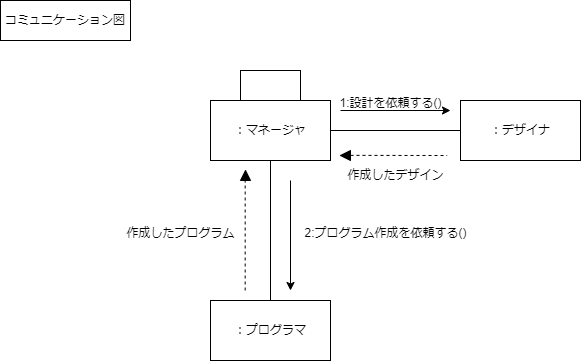 コミュニケーション図
1:設計を依頼する()
：マネージャ
：デザイナ
作成したデザイン
作成したプログラム
2:プログラム作成を依頼する()
：プログラマ